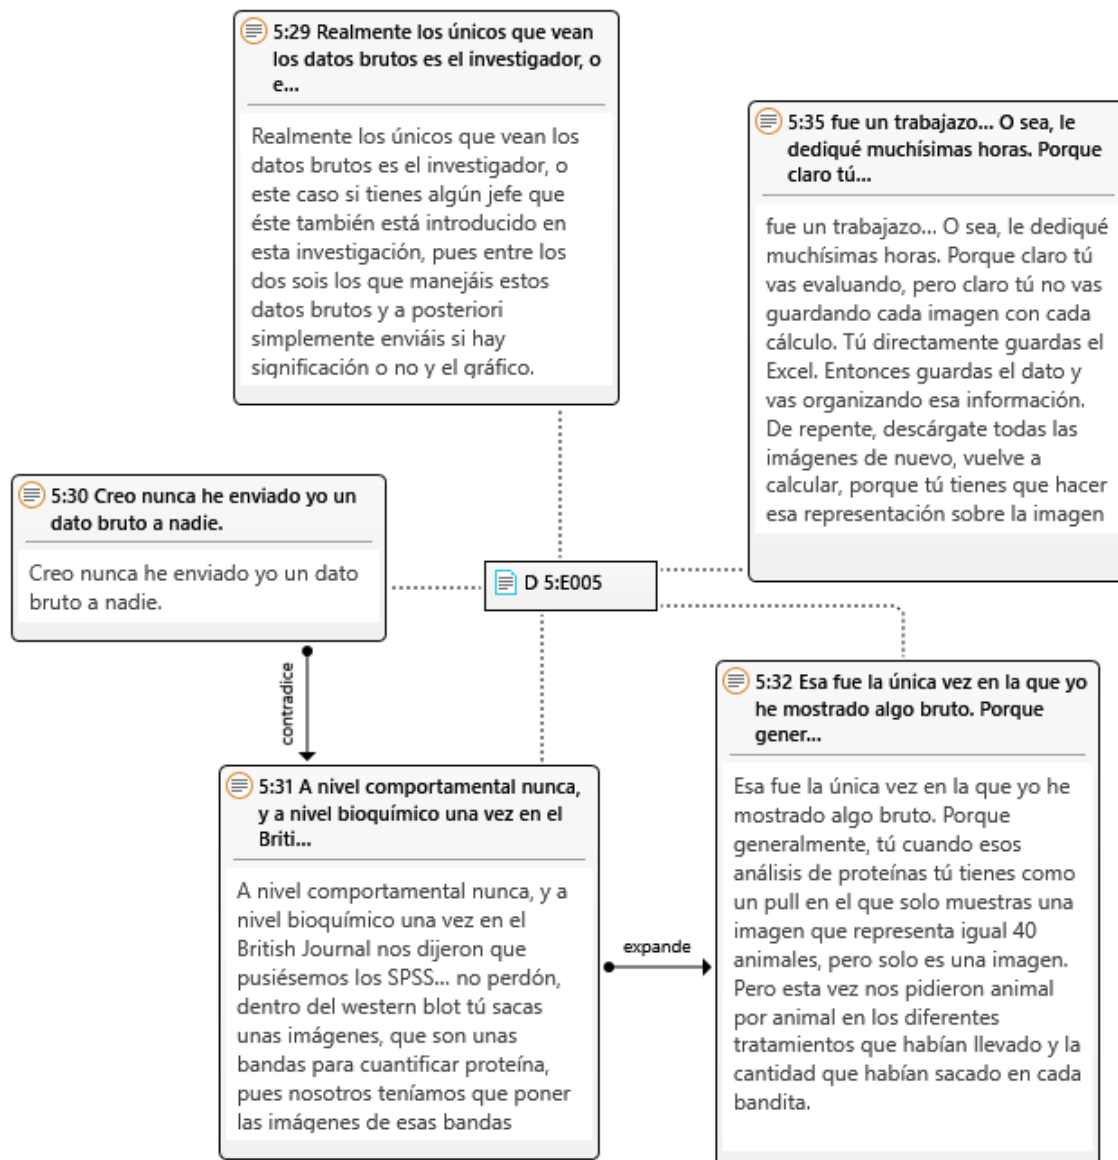 5:29 Realmente los únicos que vean
los datos brutos es el investigador, o
e...
Realmente los únicos que vean los
datos brutos es el investigador, o
este caso si tienes algún jefe que
éste también está introducido en
esta investigación, pues entre los
dos sois los que manejáis estos
datos brutos y a posteriori
simplemente enviáis si hay
significación o no y el gráfico.
5:35 fue un trabajazo... O sea, le
dediqué muchísimas horas. Porque
claro tú...
fue un trabajazo... O sea, le dediqué
muchísimas horas. Porque claro tú
vas evaluando, pero claro tú no vas
guardando cada imagen con cada
cálculo. Tú directamente guardas el
Excel. Entonces guardas el dato y
vas organizando esa información.
De repente, descárgate todas las
imágenes de nuevo, vuelve a
calcular, porque tú tienes que hacer
esa representación sobre la imagen
5:30 Creo nunca he enviado yo un
dato bruto a nadie.
Creo nunca he enviado yo un dato
bruto a nadie.
D 5:E005
contradice
5:31 A nivel comportamental nunca,
y a nivel bioquímico una vez en el
Briti...
A nivel comportamental nunca, y a
nivel bioquímico una vez en el
British Journal nos dijeron que
pusiésemos los SPSS... no perdón,
dentro del western blot tú sacas
unas imágenes, que son unas
bandas para cuantificar proteína,
pues nosotros teníamos que poner
las imágenes de esas bandas
expande
5:32 Esa fue la única vez en la que yo
he mostrado algo bruto. Porque
gener...
Esa fue la única vez en la que yo he
mostrado algo bruto. Porque
generalmente, tú cuando esos
análisis de proteínas tú tienes como
un pull en el que solo muestras una
imagen que representa igual 40
animales, pero solo es una imagen.
Pero esta vez nos pidieron animal
por animal en los diferentes
tratamientos que habían llevado y la
cantidad que habían sacado en cada
bandita.